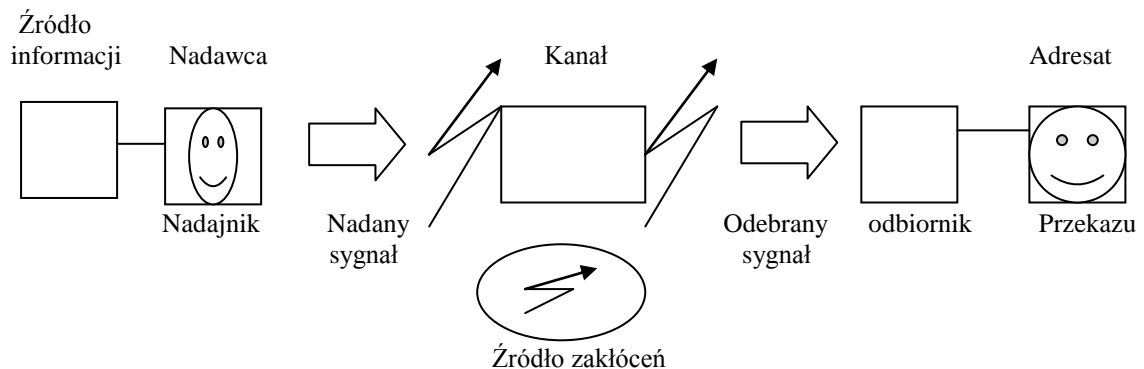 Źródło
informacji
Nadawca
Kanał
Adresat
Nadajnik
Nadany
sygnał
Odebrany
sygnał
odbiornik
Przekazu
Źródło zakłóceń